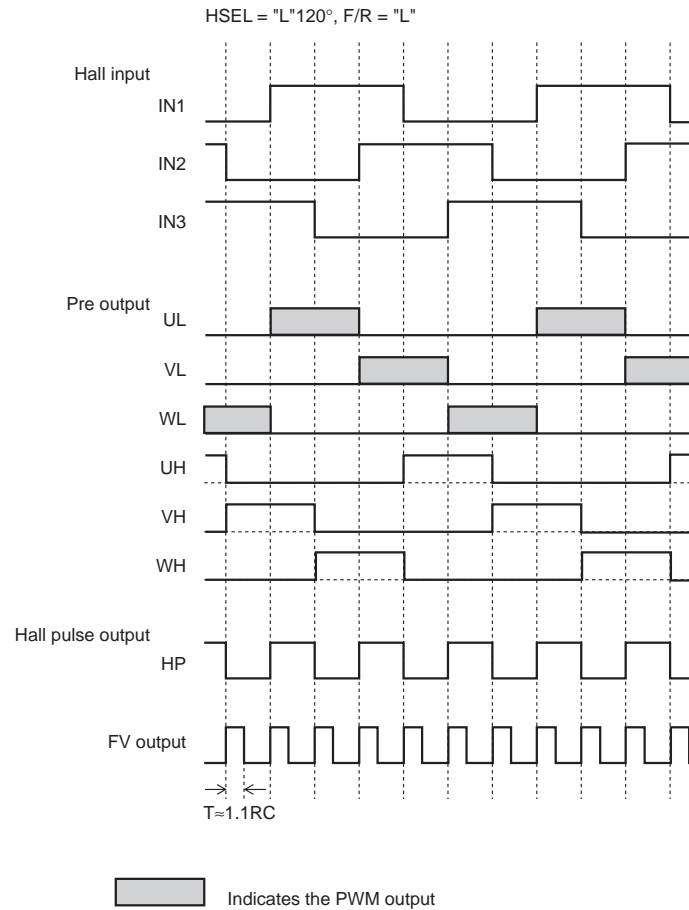 HSEL = "L"120°, F/R = "L"
Hall input
IN1
IN2
IN3
Pre output
UL
VL
WL
UH
VH
WH
Hall pulse output
HP
FV output
T≈1.1RC
Indicates the PWM output